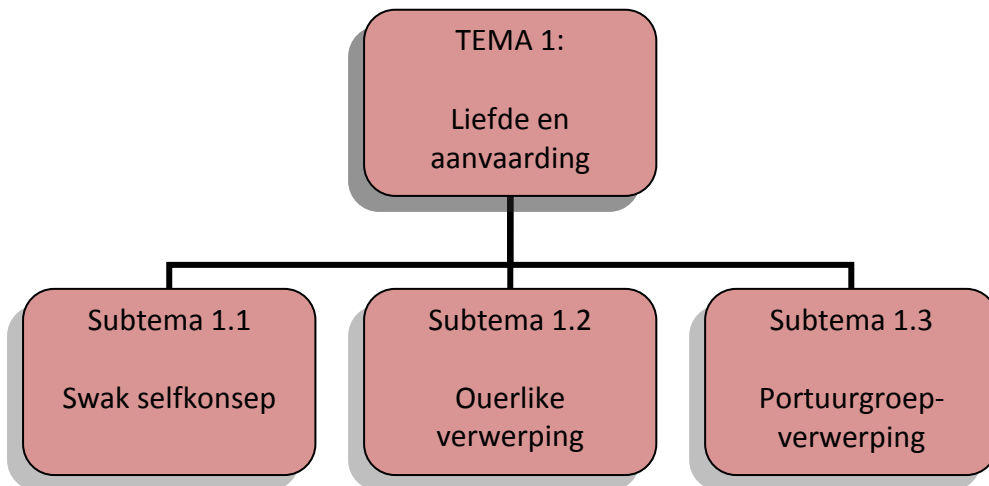 TEMA 1:
Liefde en
aanvaarding
Subtema 1.1
Swak selfkonsep
Subtema 1.2
Ouerlike
verwerping
Subtema 1.3
Portuurgroep-
verwerping